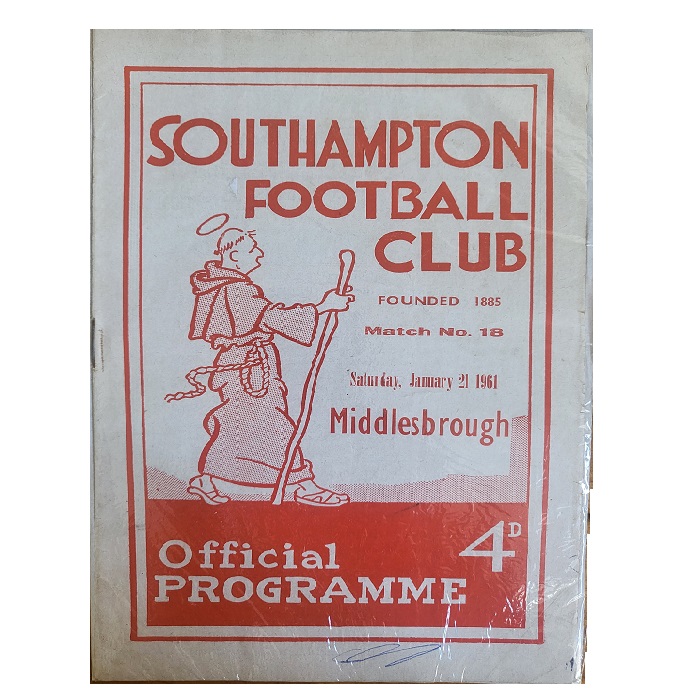 SOUTHAMPTON
FOOTBALL
CLUB
FOUNDED 1885
Match No. 18
Saturday, January 21 1961
Middlesbrough
4D
Official
PROGRAMME